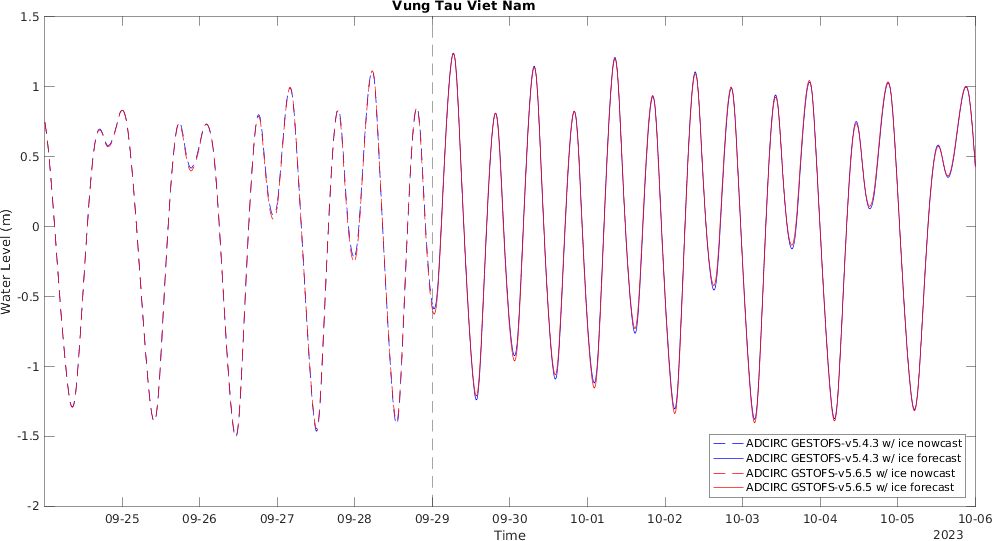 Vung Tau Viet Nam
1.5
1
0.5
0
-0.5
-1
-1.5
-2
Water Level (m)
ADCIRC GESTOFS-v5.4.3 w/ ice nowcast
ADCIRC GESTOFS-v5.4.3 w/ ice forecast
ADCIRC GSTOFS-v5.6.5 w/ ice nowcast
ADCIRC GSTOFS-v5.6.5 w/ ice forecast
09-25 09-26 09-27 09-28 09-29 09-30 10-01 10-02 10-03 10-04 10-05 10-06
Time
2023